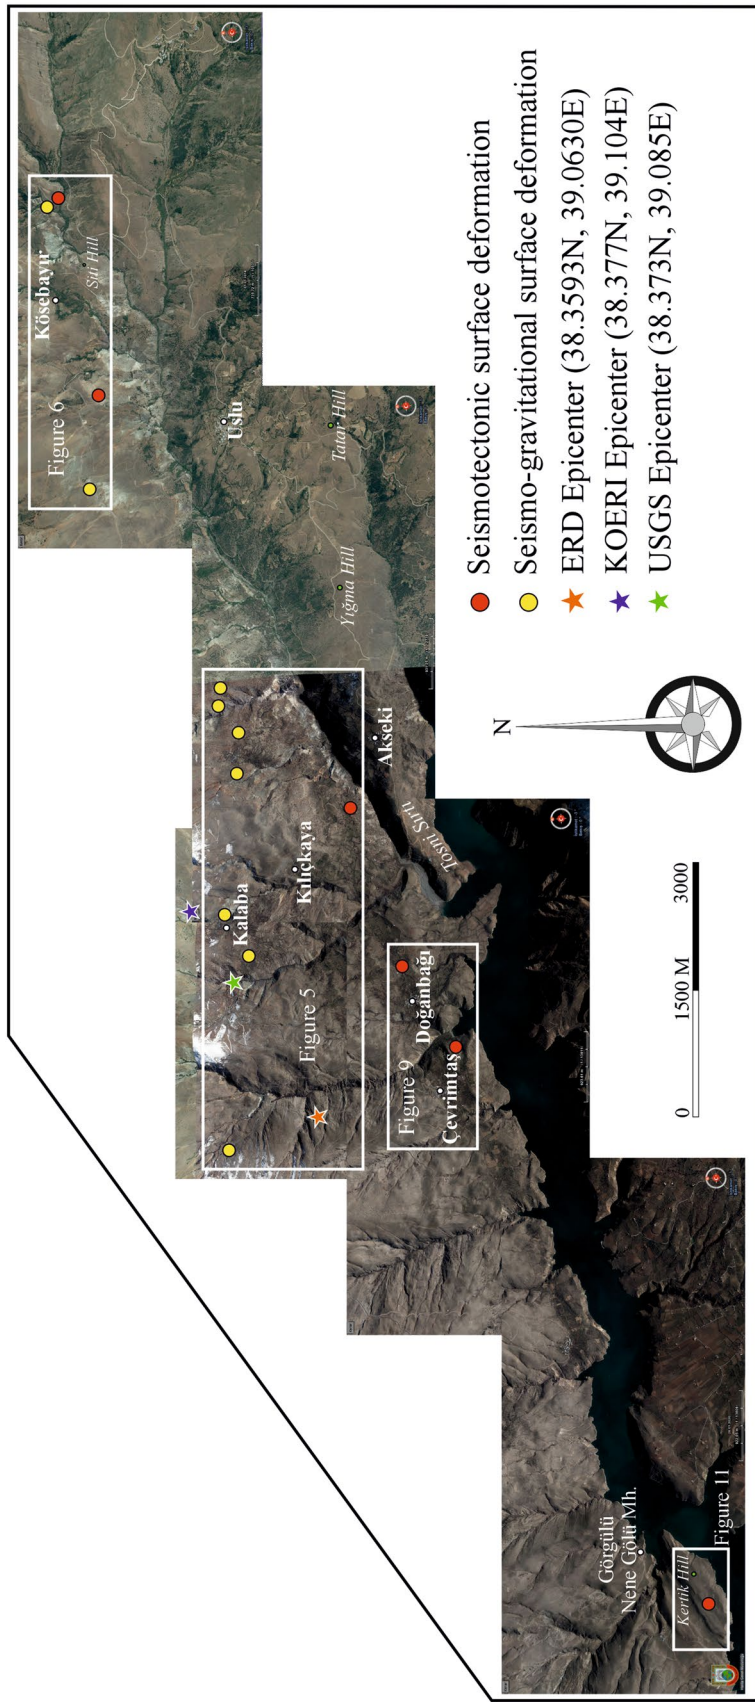 Figure 6
Kösebayır
Siti Hill
Uslu
Tatar Hill
Yığma Hill
Kalaba
Kılıçkaya
Figure 5
Akseki
Tosni Sırtı
Figure 9
Doğanbağı
Çevrimtaş
Görgülü
Nene Gölü Mh.
Kertik Hill
Figure 11
N
0 1500 M 3000
Seismotectonic surface deformation
Seismo-gravitational surface deformation
ERD Epicenter (38.3593N, 39.0630E)
KOERI Epicenter (38.377N, 39.104E)
USGS Epicenter (38.373N, 39.085E)